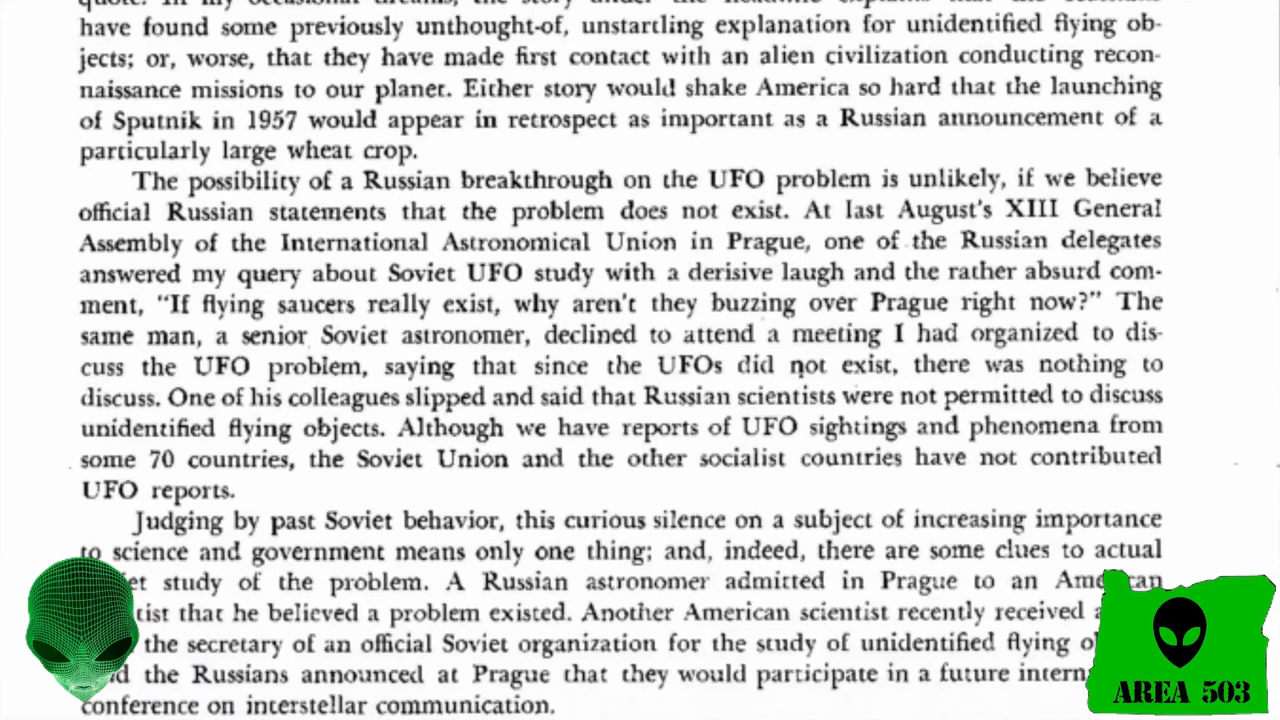 have found some previously unthought-of, unstartling explanation for unidentified flying ob-
jects; or, worse, that they have made first contact with an alien civilization conducting recon-
naissance missions to our planet. Either story would shake America so hard that the launching
of Sputnik in 1957 would appear in retrospect as important as a Russian announcement of a
particularly large wheat crop.
The possibility of a Russian breakthrough on the UFO problem is unlikely, if we believe
official Russian statements that the problem does not exist. At last August's XIII General
Assembly of the International Astronomical Union in Prague, one of the Russian delegates
answered my query about Soviet UFO study with a derisive laugh and the rather absurd com-
ment, "If flying saucers really exist, why aren't they buzzing over Prague right now?" The
same man, a senior Soviet astronomer, declined to attend a meeting I had organized to dis-
cuss the UFO problem, saying that since the UFOs did not exist, there was nothing to
discuss. One of his colleagues slipped and said that Russian scientists were not permitted to discuss
unidentified flying objects. Although we have reports of UFO sightings and phenomena from
some 70 countries, the Soviet Union and the other socialist countries have not contributed
UFO reports.
Judging by past Soviet behavior, this curious silence on a subject of increasing importance
to science and government means only one thing; and, indeed, there are some clues to actual
study of the problem. A Russian astronomer admitted in Prague to an
that he believed a problem existed. Another American scientist recently received
the secretary of an official Soviet organization for the study of unidentified flying
the Russians announced at Prague that they would participate in a future
conference on interstellar communication.
AREA 503